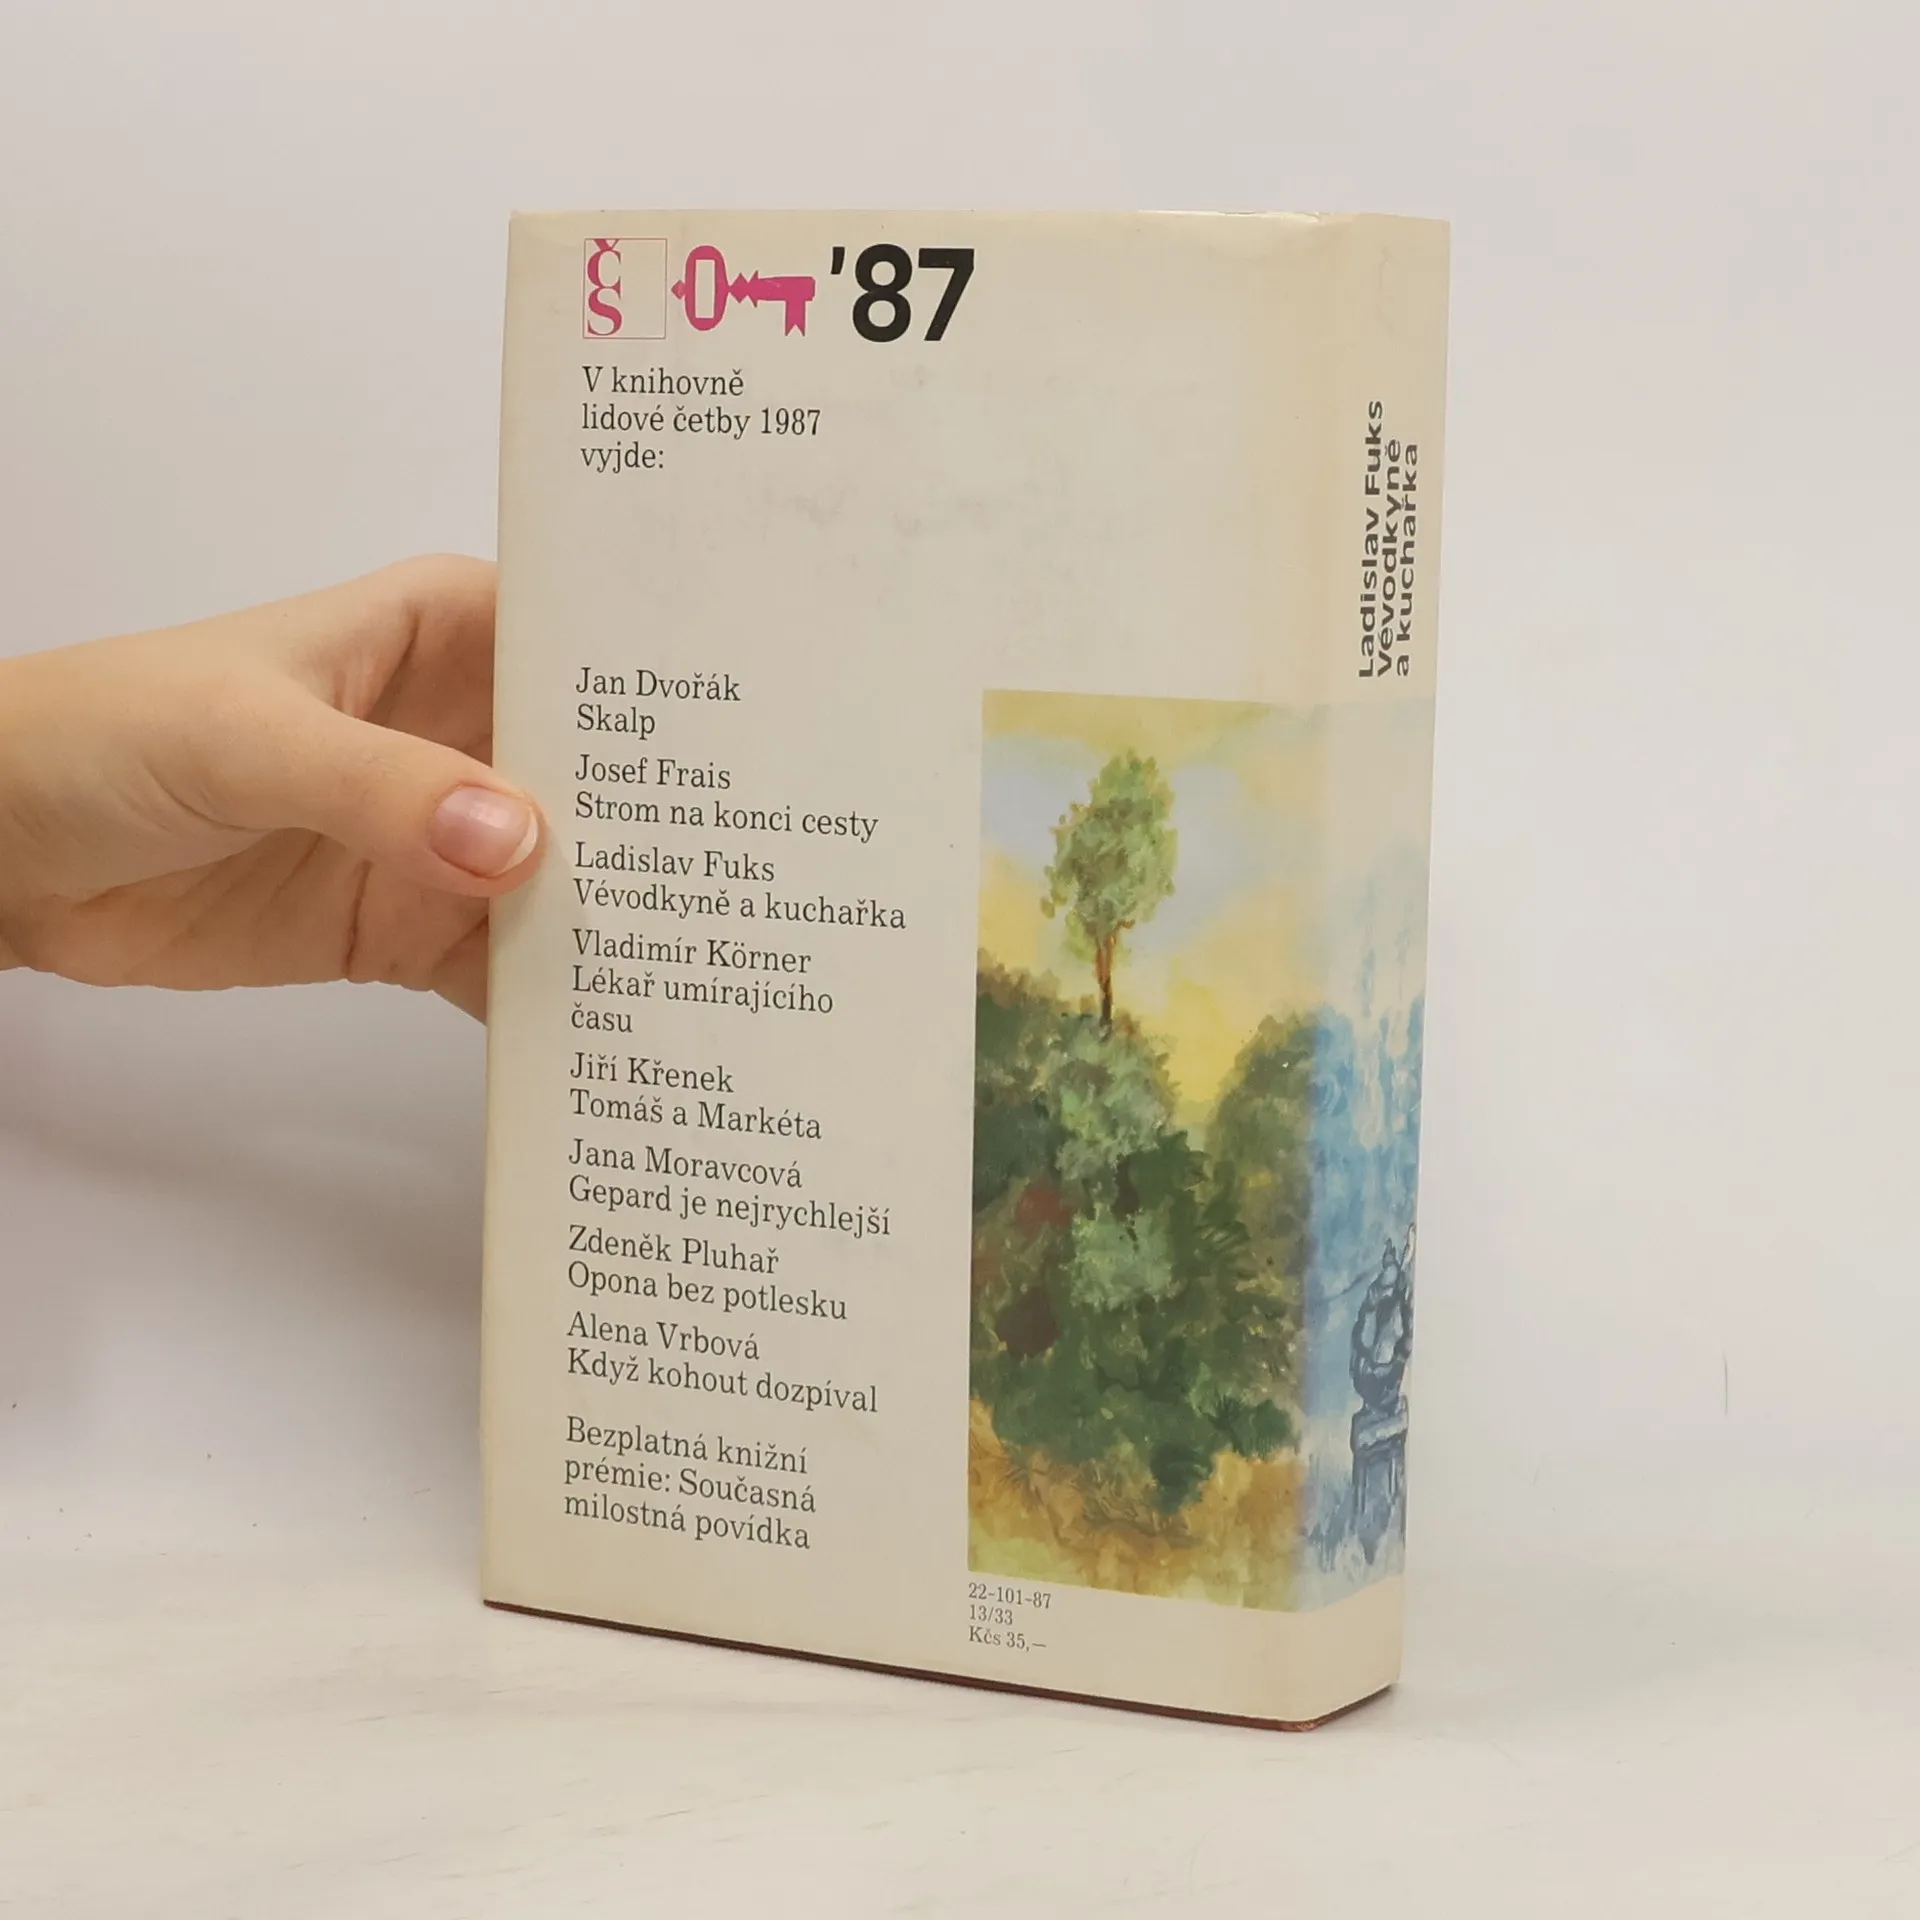 Č
S
'87
V knihovně
lidové četby 1987
vyjde:
Jan Dvořák
Skalp
Josef Frais
Strom na konci cesty
Ladislav Fuks
Vévodkyně a kuchařka
Vladimír Körner
Lékař umírajícího
času
Jiří Křenek
Tomáš a Markéta
Jana Moravcová
Gepard je nejrychlejší
Zdeněk Pluhař
Opona bez potlesku
Alena Vrbová
Když kohout dozpíval
Bezplatná knižní
prémie: Současná
milostná povídka
22-101-87
13/33
Kčs 35,—
Ladislav Fuks
Vévodkyně
a kuchařka